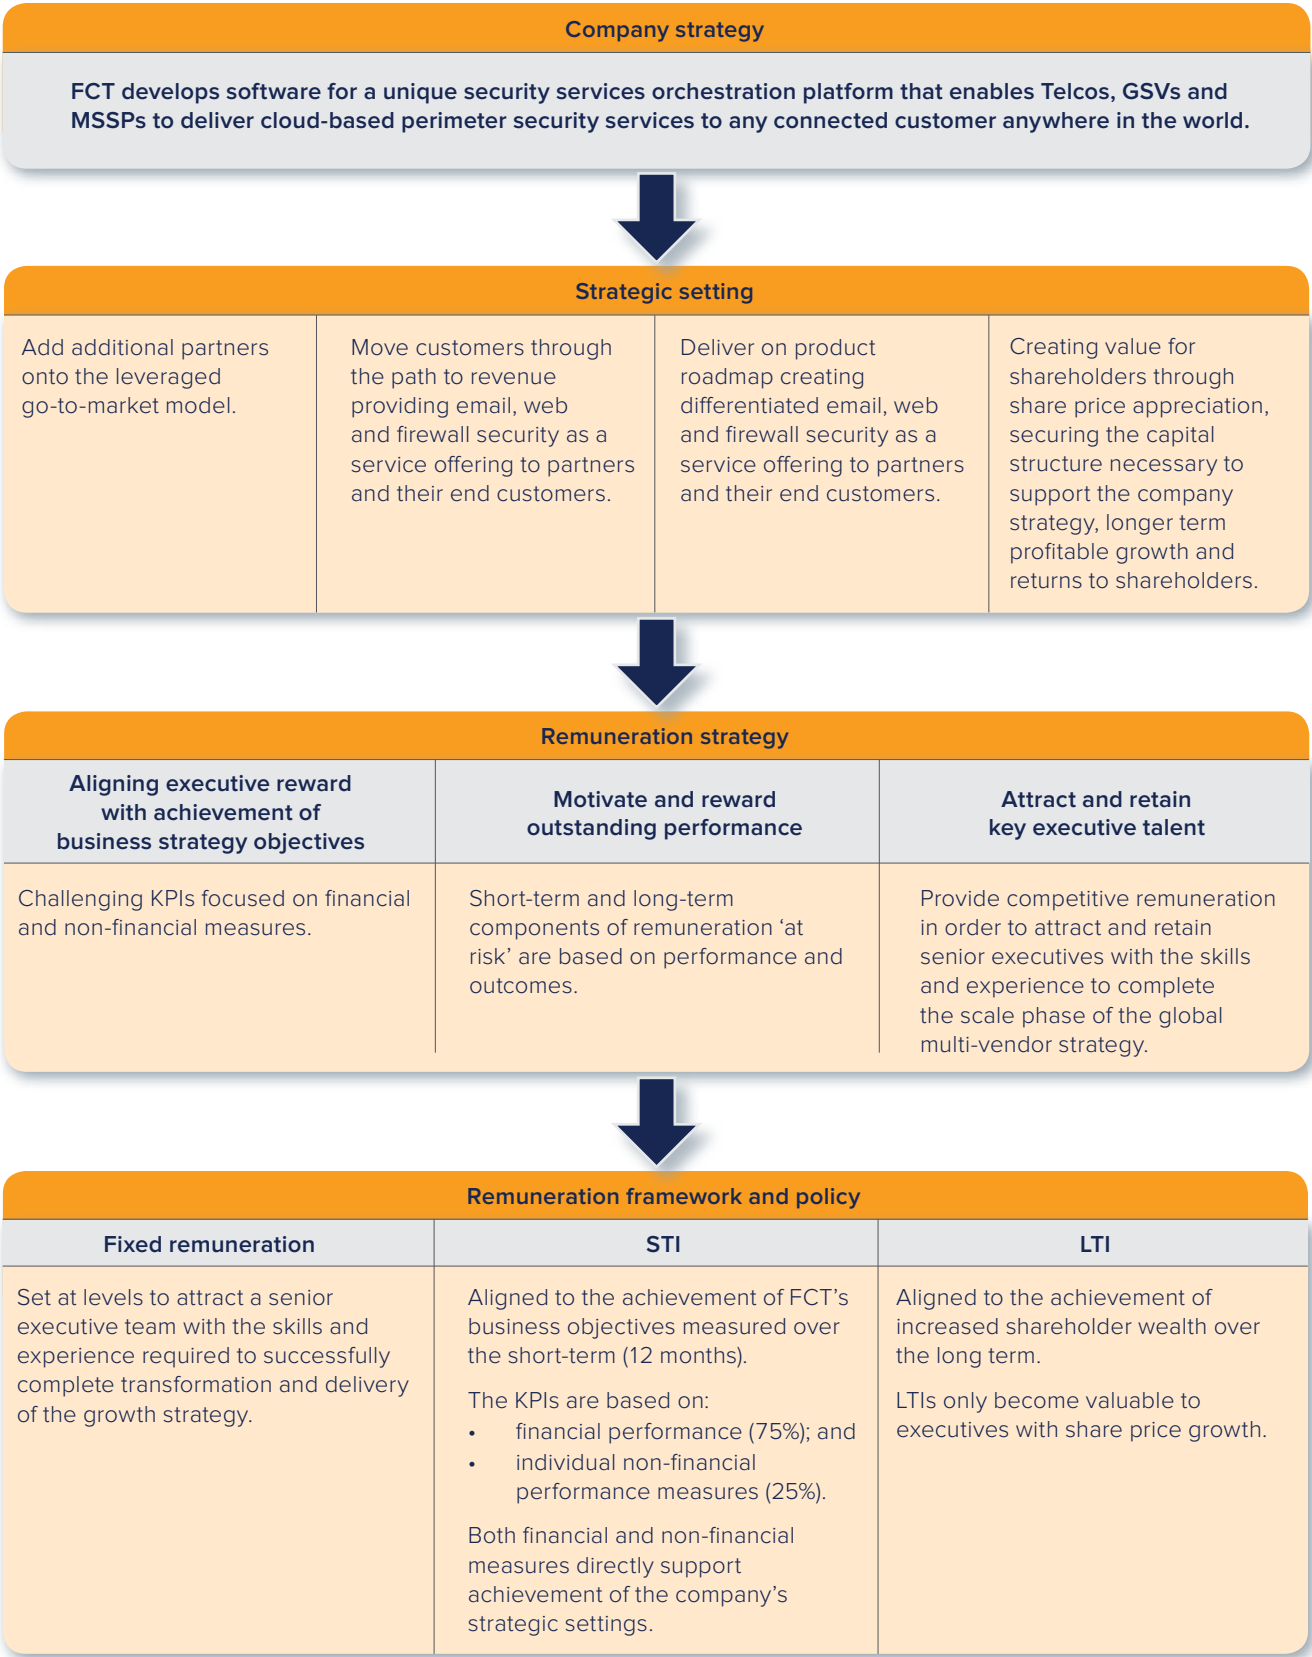 Company strategy
FCT develops software for a unique security services orchestration platform that enables Telcos, GSVs and
MSSPs to deliver cloud-based perimeter security services to any connected customer anywhere in the world.
Strategic setting
Add additional partners
onto the leveraged
go-to-market model.
Move customers through
the path to revenue
providing email, web
and firewall security as a
service offering to partners
and their end customers.
Deliver on product
roadmap creating
differentiated email, web
and firewall security as a
service offering to partners
and their end customers.
Creating value for
shareholders through
share price appreciation,
securing the capital
structure necessary to
support the company
strategy, longer term
profitable growth and
returns to shareholders.
Remuneration strategy
Aligning executive reward
with achievement of
business strategy objectives
Motivate and reward
outstanding performance
Attract and retain
key executive talent
Challenging KPIs focused on financial
and non-financial measures.
Short-term and long-term
components of remuneration ‘at
risk’ are based on performance and
outcomes.
Provide competitive remuneration
in order to attract and retain
senior executives with the skills
and experience to complete
the scale phase of the global
multi-vendor strategy.
Remuneration framework and policy
Fixed remuneration
STI
LTI
Set at levels to attract a senior
executive team with the skills and
experience required to successfully
complete transformation and delivery
of the growth strategy.
Aligned to the achievement of FCT’s
business objectives measured over
the short-term (12 months).
The KPIs are based on:
• financial performance (75%); and
• individual non-financial
performance measures (25%).
Both financial and non-financial
measures directly support
achievement of the company’s
strategic settings.
Aligned to the achievement of
increased shareholder wealth over
the long term.
LTIs only become valuable to
executives with share price growth.